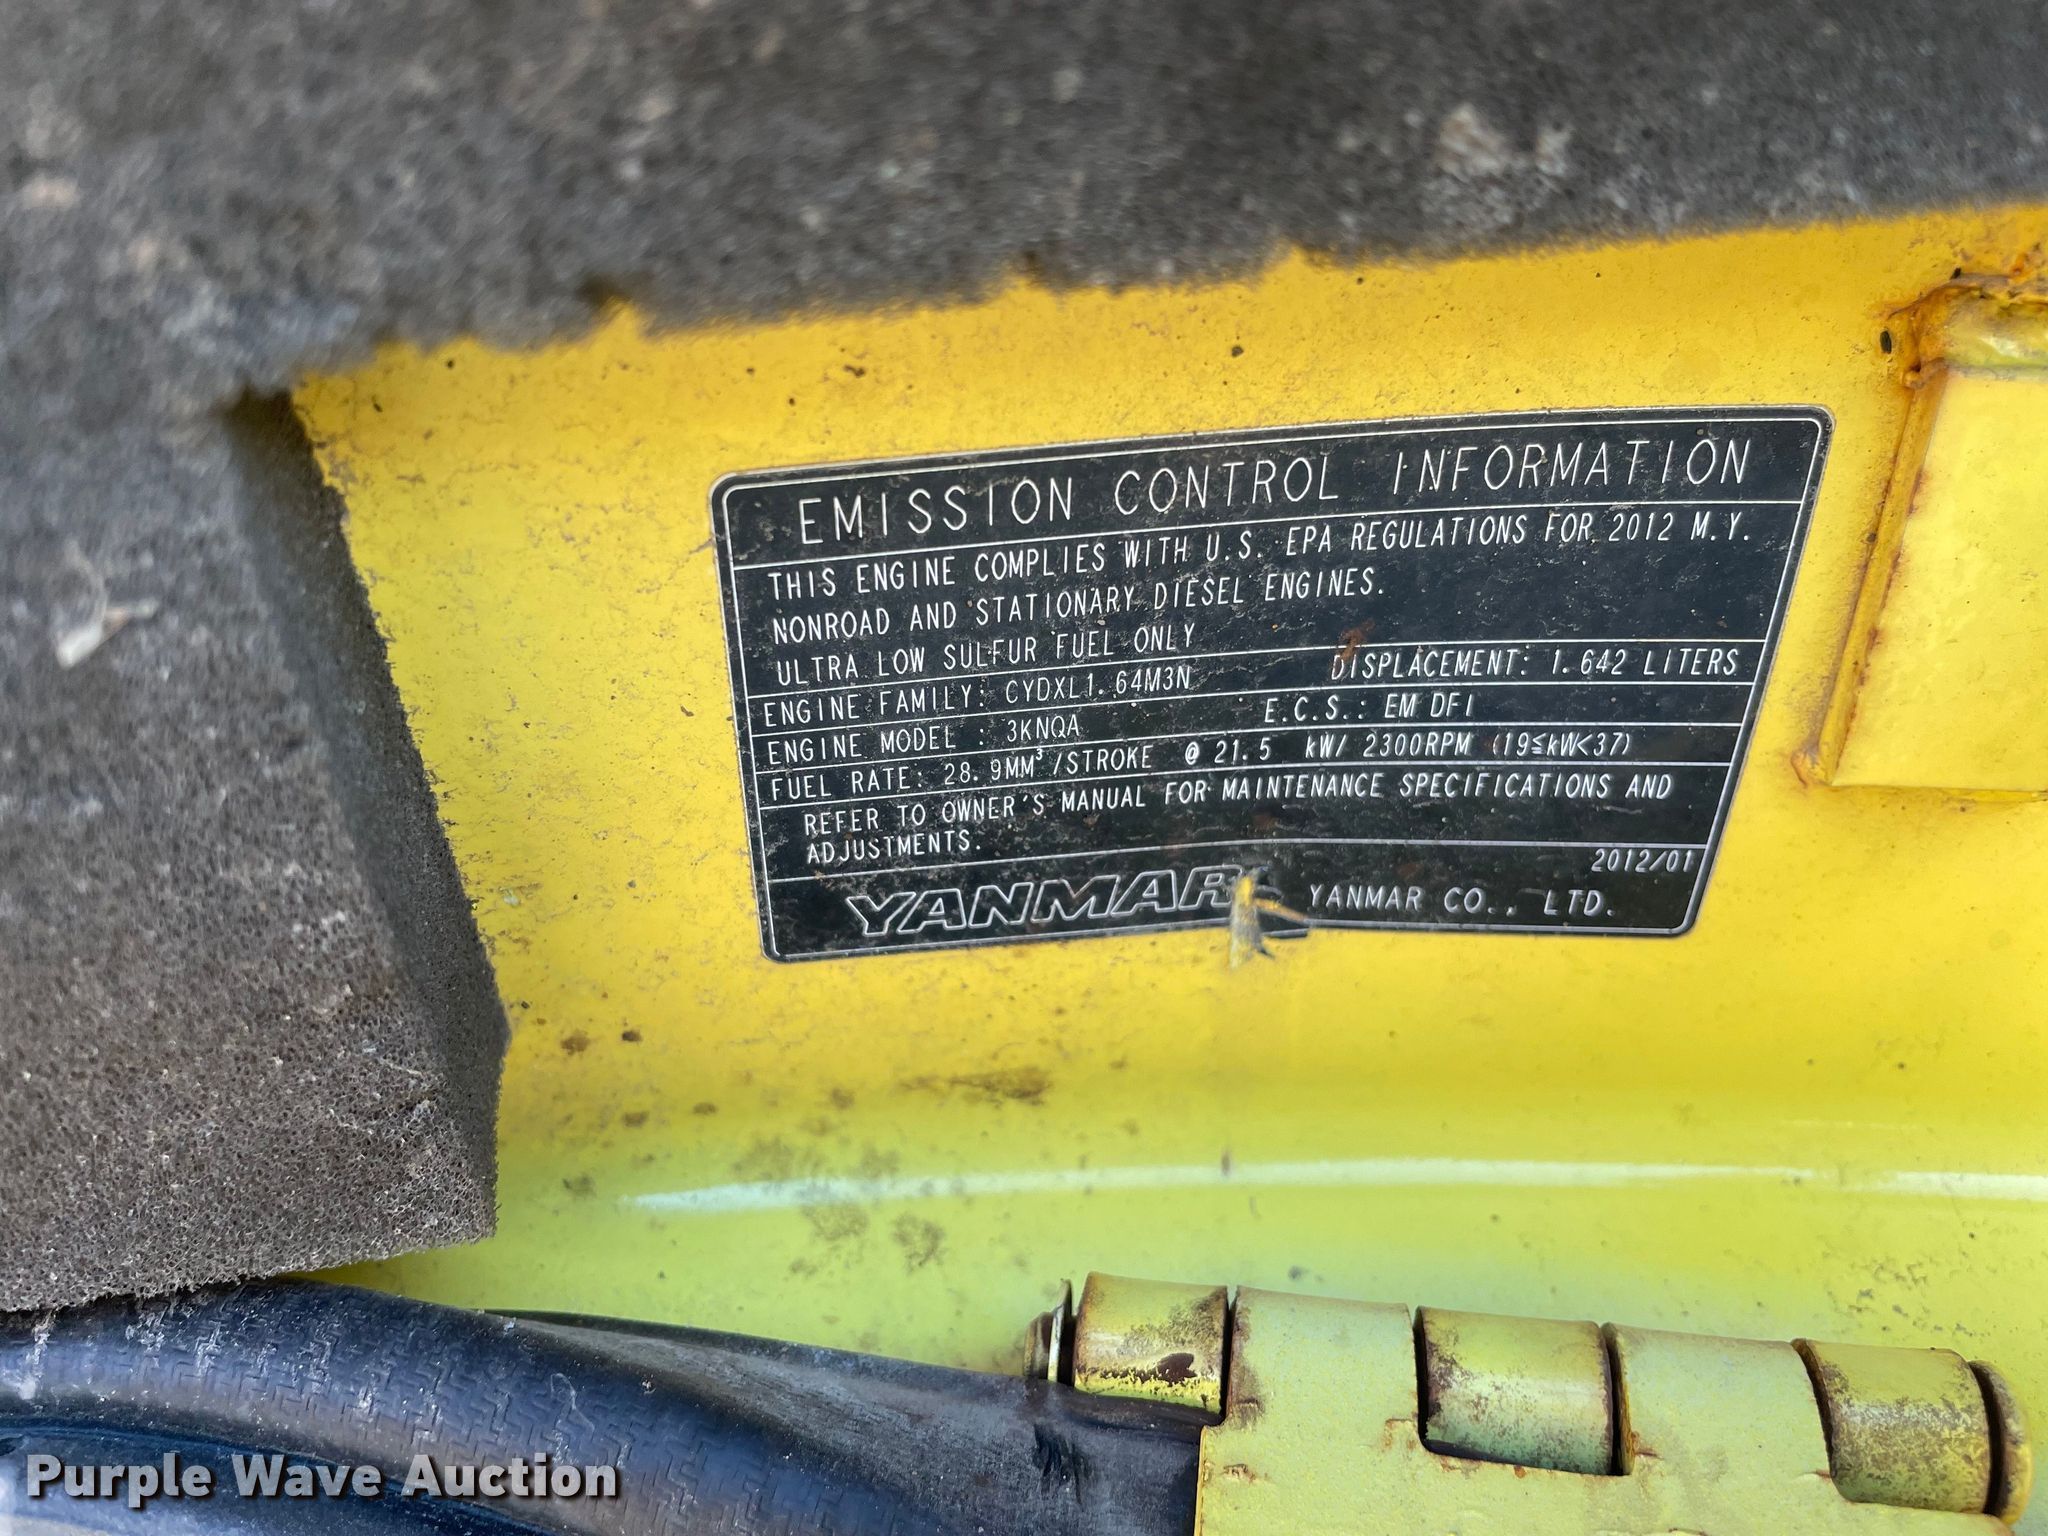 EMISSION CONTROL INFORMATION
THIS ENGINE COMPLIES WITH U.S. EPA REGULATIONS FOR 2012 M.Y.
NONROAD AND STATIONARY DIESEL ENGINES.
ULTRA LOW SULFUR FUEL ONLY
ENGINE FAMILY: CYDXL1.64M3N DISPLACEMENT: 1.642 LITERS
ENGINE MODEL : 3KNQA E.C.S.: EM DFI
FUEL RATE: 28.9MM³/STROKE @ 21.5 kW/ 2300RPM (19≤kW<37)
REFER TO OWNER'S MANUAL FOR MAINTENANCE SPECIFICATIONS AND
ADJUSTMENTS.
2012/01
YANMAR YANMAR CO., LTD.
Purple Wave Auction